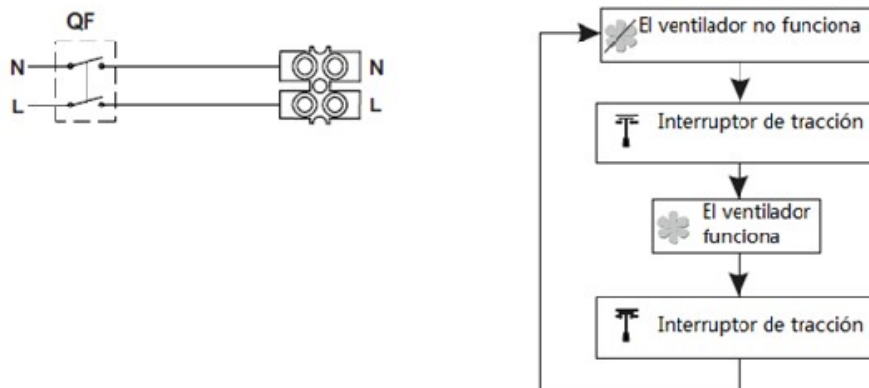 QF
N
N
L
L
El ventilador no funciona
Interruptor de tracción
El ventilador
funciona
Interruptor de tracción